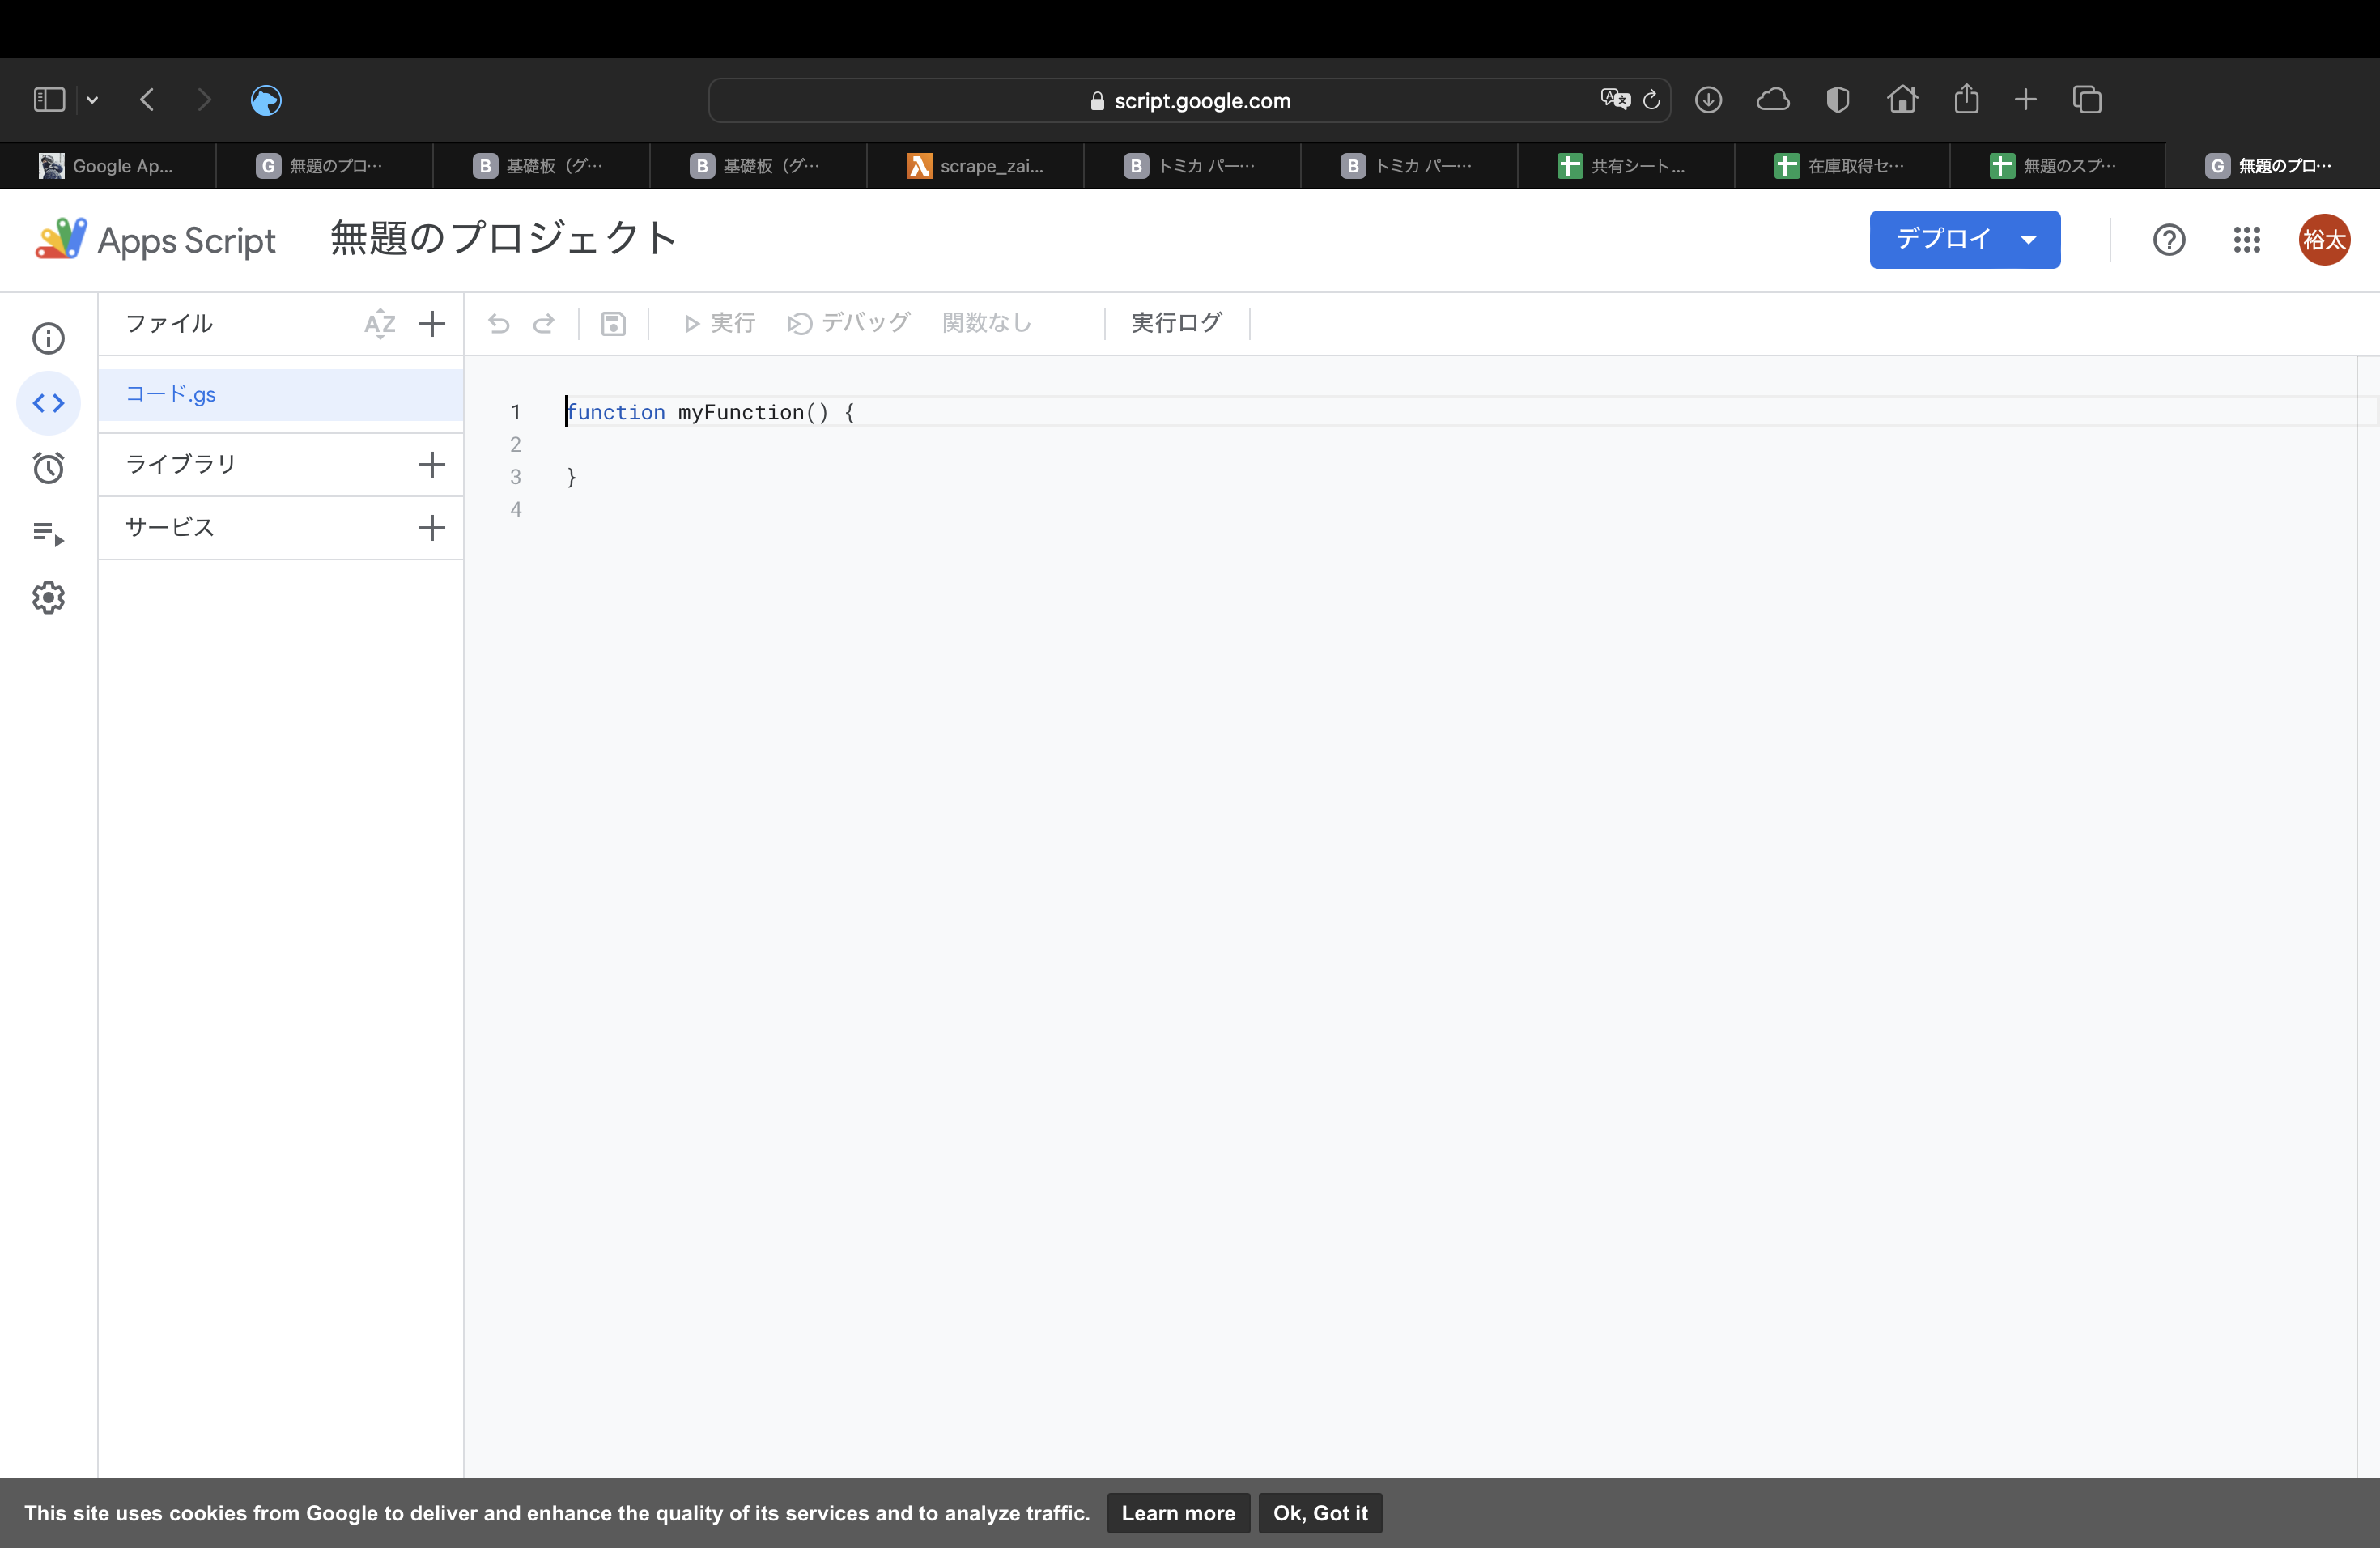 script.google.com
Google Ap...
G 無題のプロ…
B 基礎板（グ…
B 基礎板（グ…
scrape_zai...
B トミカ パー…
B トミカ パー…
共有シート...
在庫取得セ…
無題のスプ…
G 無題のプロ…
Apps Script 無題のプロジェクト デプロイ 裕太
ファイル AZ 実行 デバッグ 関数なし 実行ログ
コード.gs
ライブラリ
サービス
1 function myFunction() {
2
3 }
4
This site uses cookies from Google to deliver and enhance the quality of its services and to analyze traffic. Learn more Ok, Got it